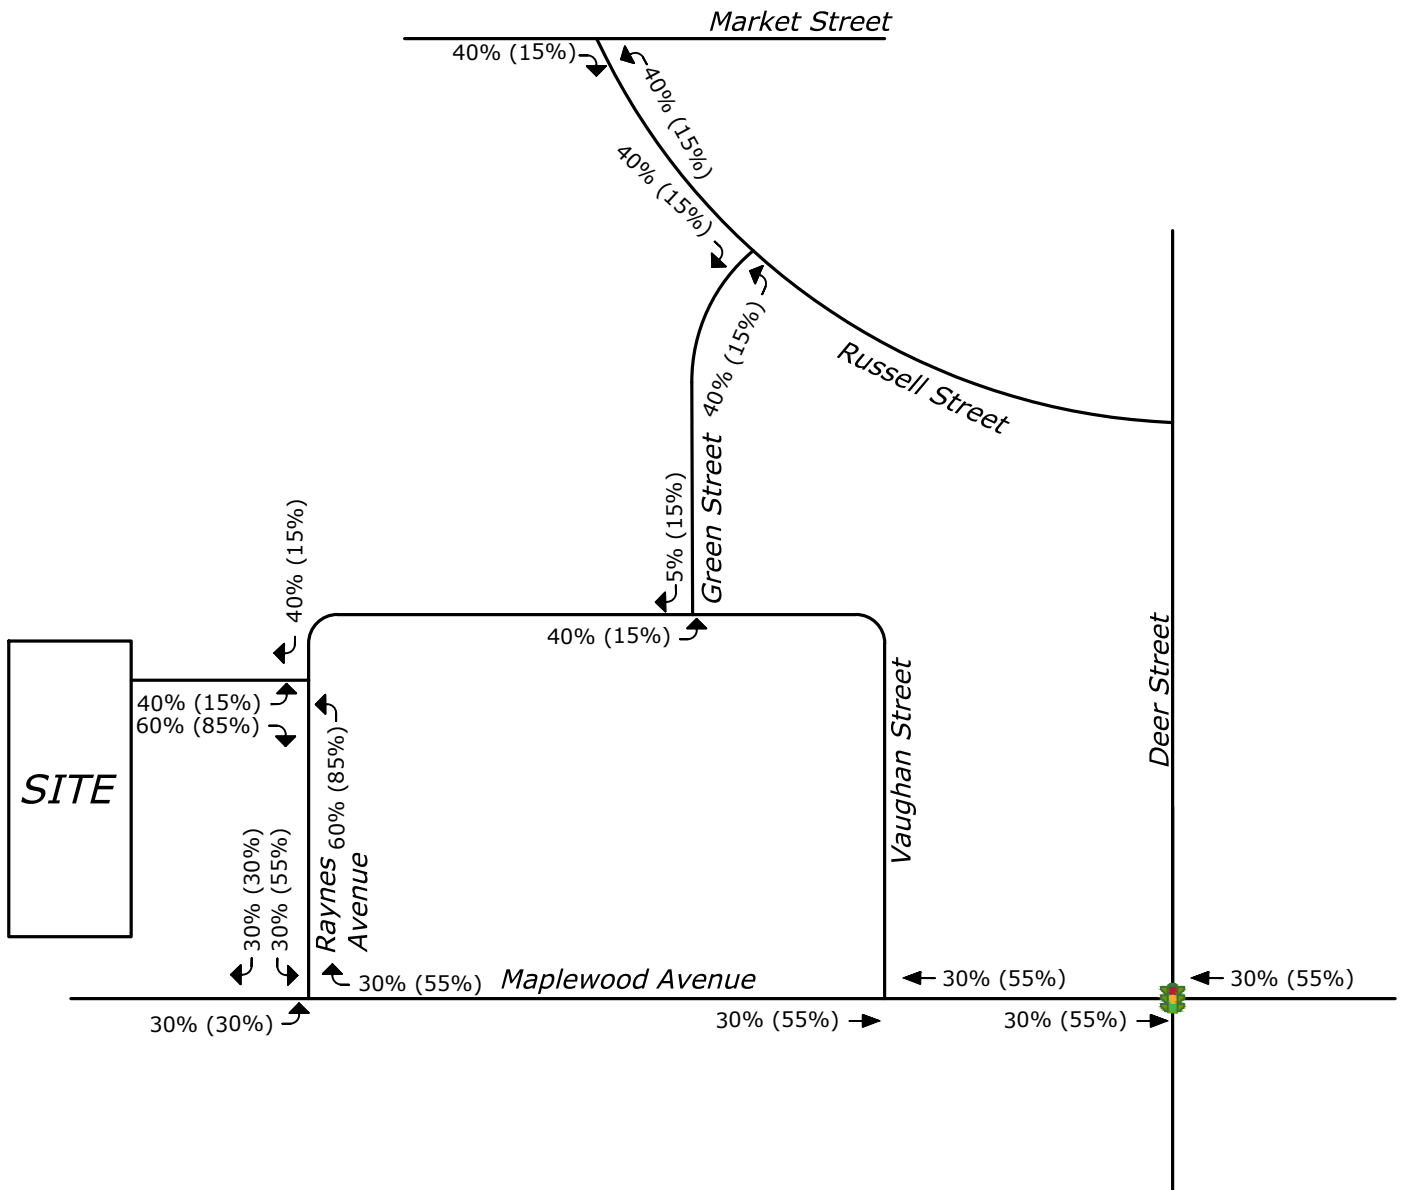 Market Street
40% (15%)
40% (15%)
40% (15%)
40% (15%)
Russell Street
Green Street
5% (15%)
40% (15%)
40% (15%)
40% (15%)
60% (85%)
SITE
60% (85%)
Raynes
Avenue
30% (30%)
30% (55%)
Vaughan Street
Deer Street
30% (55%)
Maplewood Avenue
30% (55%)
30% (55%)
30% (30%)
30% (55%)
30% (55%)